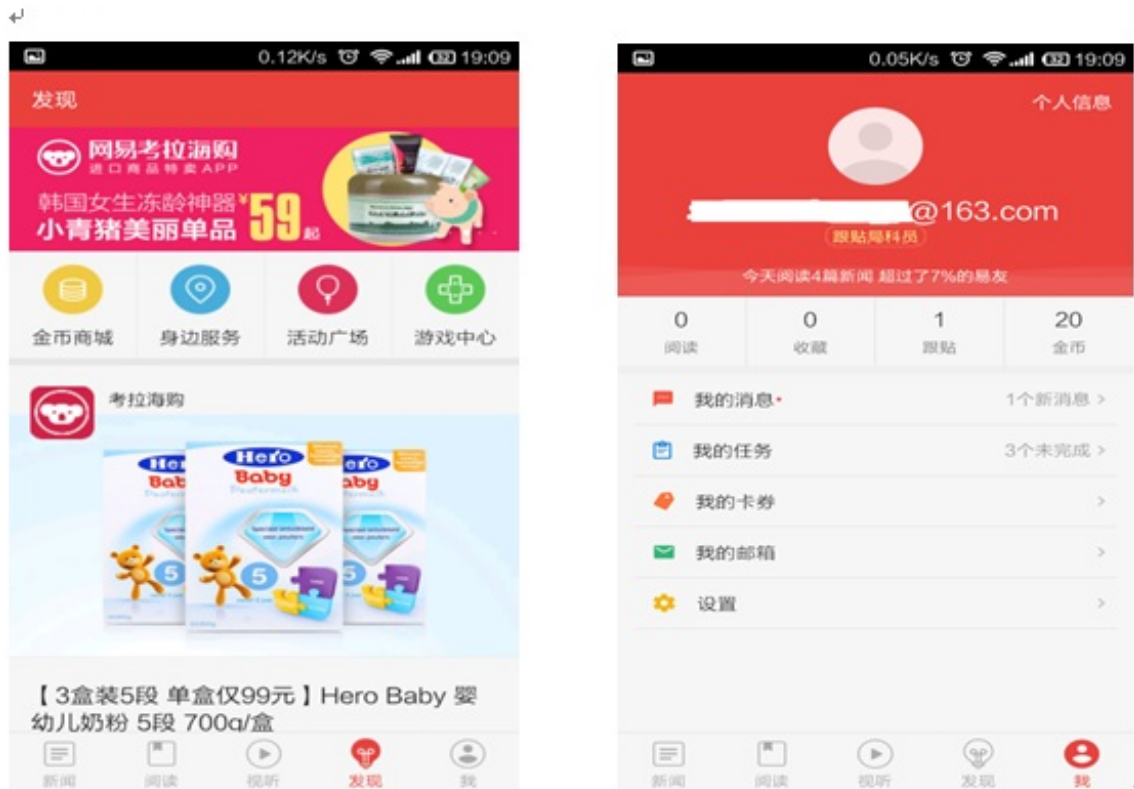 0.12K/s 32 19:09
发现
网易考拉海购
进口商品特卖APP
韩国女生冻龄神器
小青猪美丽单品
¥59起
金币商城 身边服务 活动广场 游戏中心
考拉海购
Hero
Baby
5
【3盒装5段 单盒仅99元】Hero Baby 婴
幼儿奶粉 5段 700g/盒
新闻 阅读 视听 发现 我
0.05K/s 32 19:09
个人信息
@163.com
跟贴局科员
今天阅读4篇新闻 超过了7%的易友
0 0 1 20
阅读 收藏 跟贴 金币
我的消息 1个新消息 >
我的任务 3个未完成 >
我的卡券 >
我的邮箱 >
设置 >
新闻 阅读 视听 发现 我